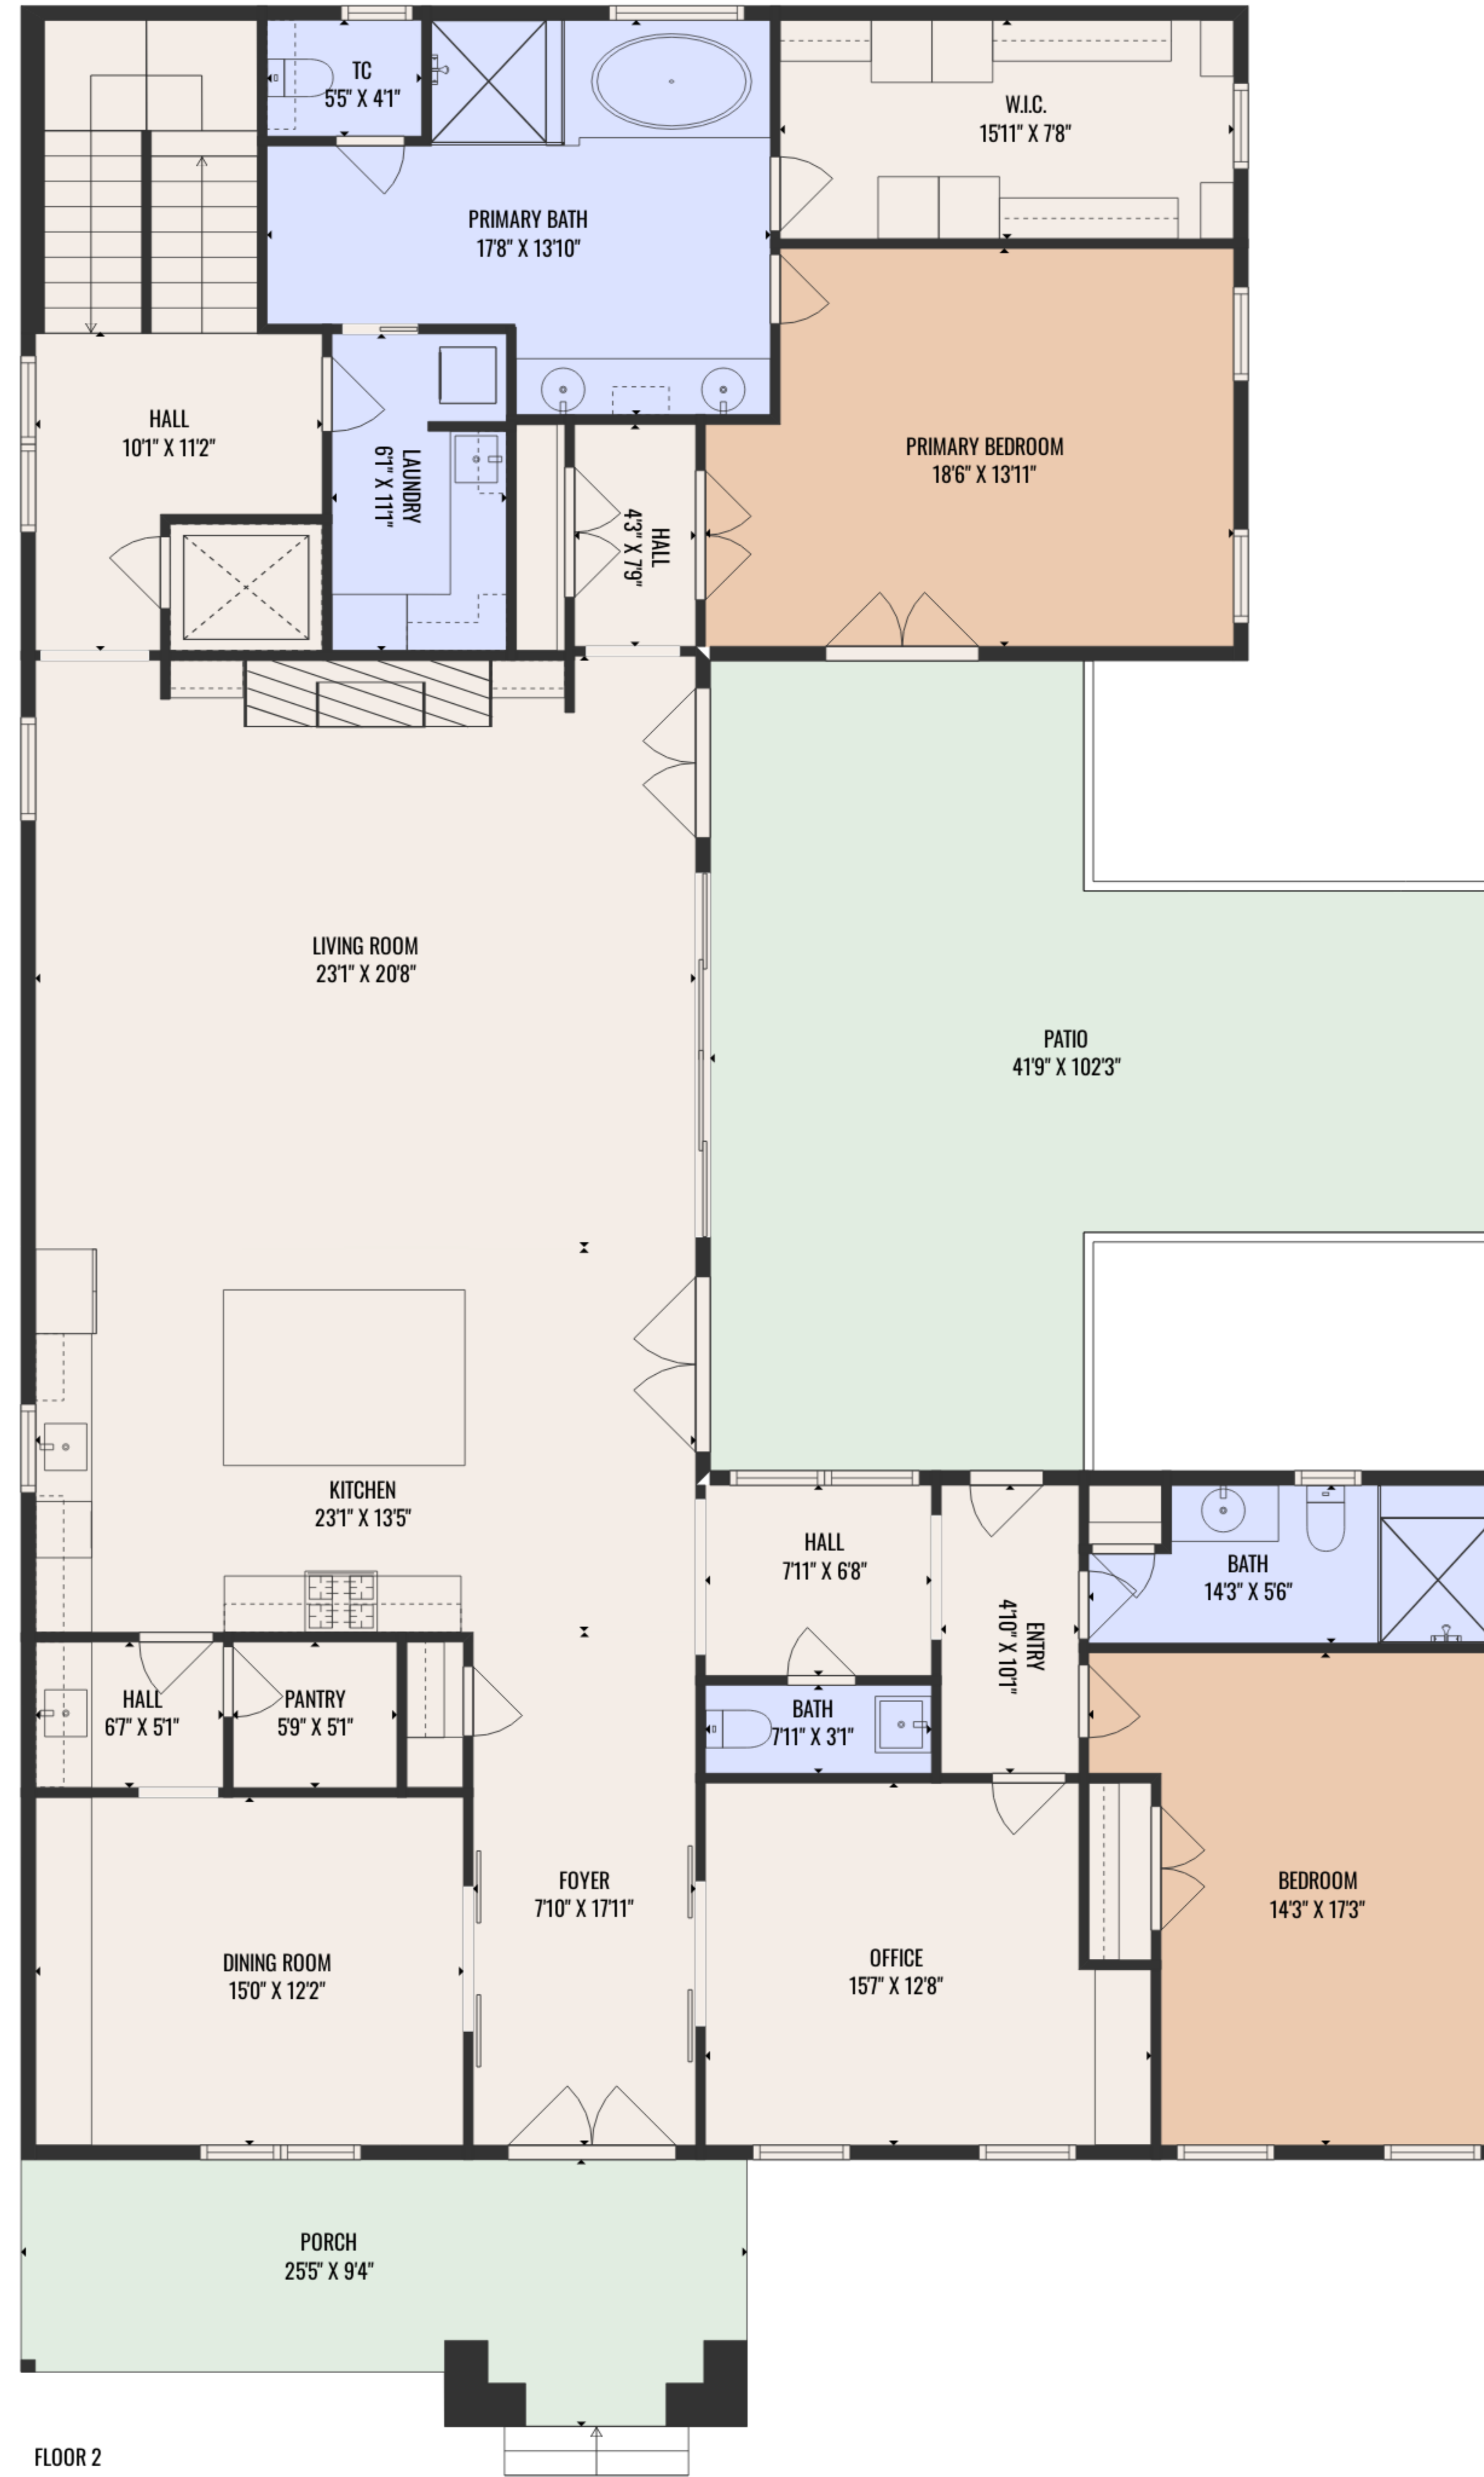 TC
5'5" X 4'1"
W.I.C.
15'11" X 7'8"
PRIMARY BATH
17'8" X 13'10"
HALL
10'1" X 11'2"
LAUNDRY
6'1" X 11'1"
HALL
4'3" X 7'9"
PRIMARY BEDROOM
18'6" X 13'11"
LIVING ROOM
23'1" X 20'8"
PATIO
41'9" X 102'3"
KITCHEN
23'1" X 13'5"
HALL
7'11" X 6'8"
ENTRY
4'10" X 10'1"
BATH
14'3" X 5'6"
HALL
6'7" X 5'1"
PANTRY
5'9" X 5'1"
BATH
7'11" X 3'1"
FOYER
7'10" X 17'11"
BEDROOM
14'3" X 17'3"
DINING ROOM
15'0" X 12'2"
OFFICE
15'7" X 12'8"
PORCH
25'5" X 9'4"
FLOOR 2